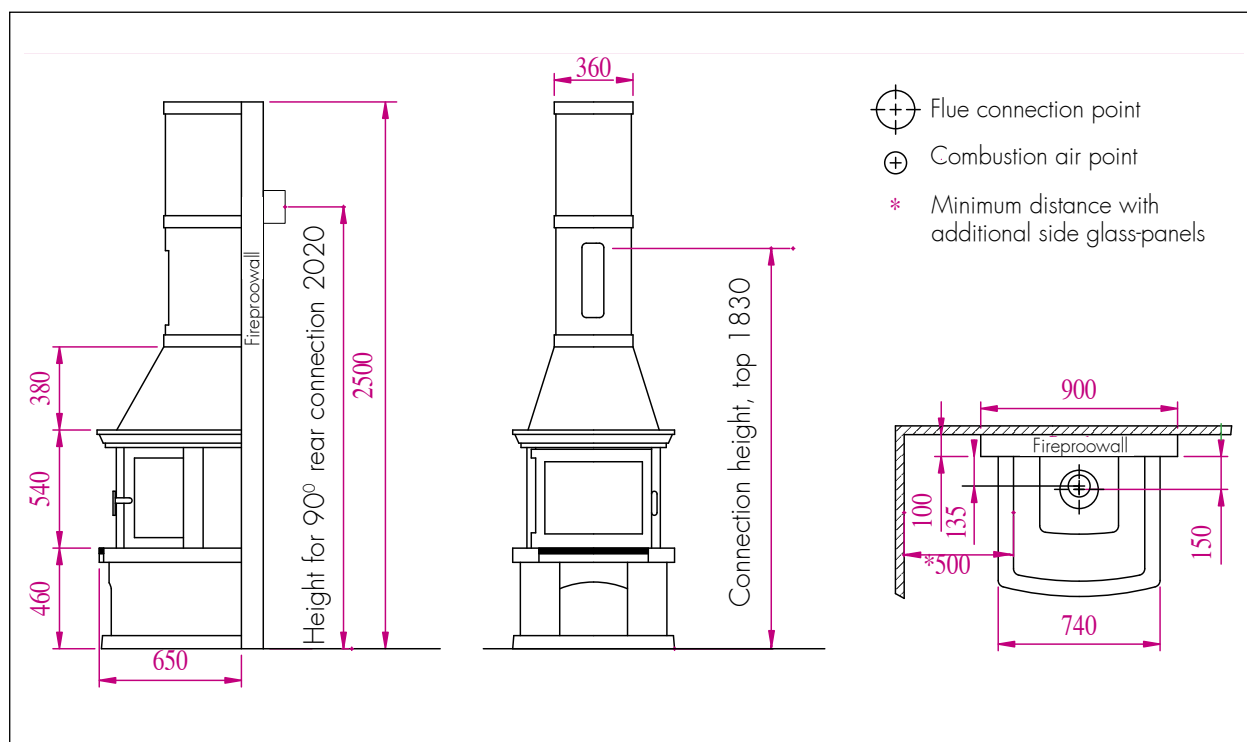 360
Flue connection point
Combustion air point
* Minimum distance with
additional side glass-panels
Fireproowall
Height for 90⁰ rear connection 2020
2500
380
540
460
650
Connection height, top 1830
900
Fireproowall
100
135
*500
150
740